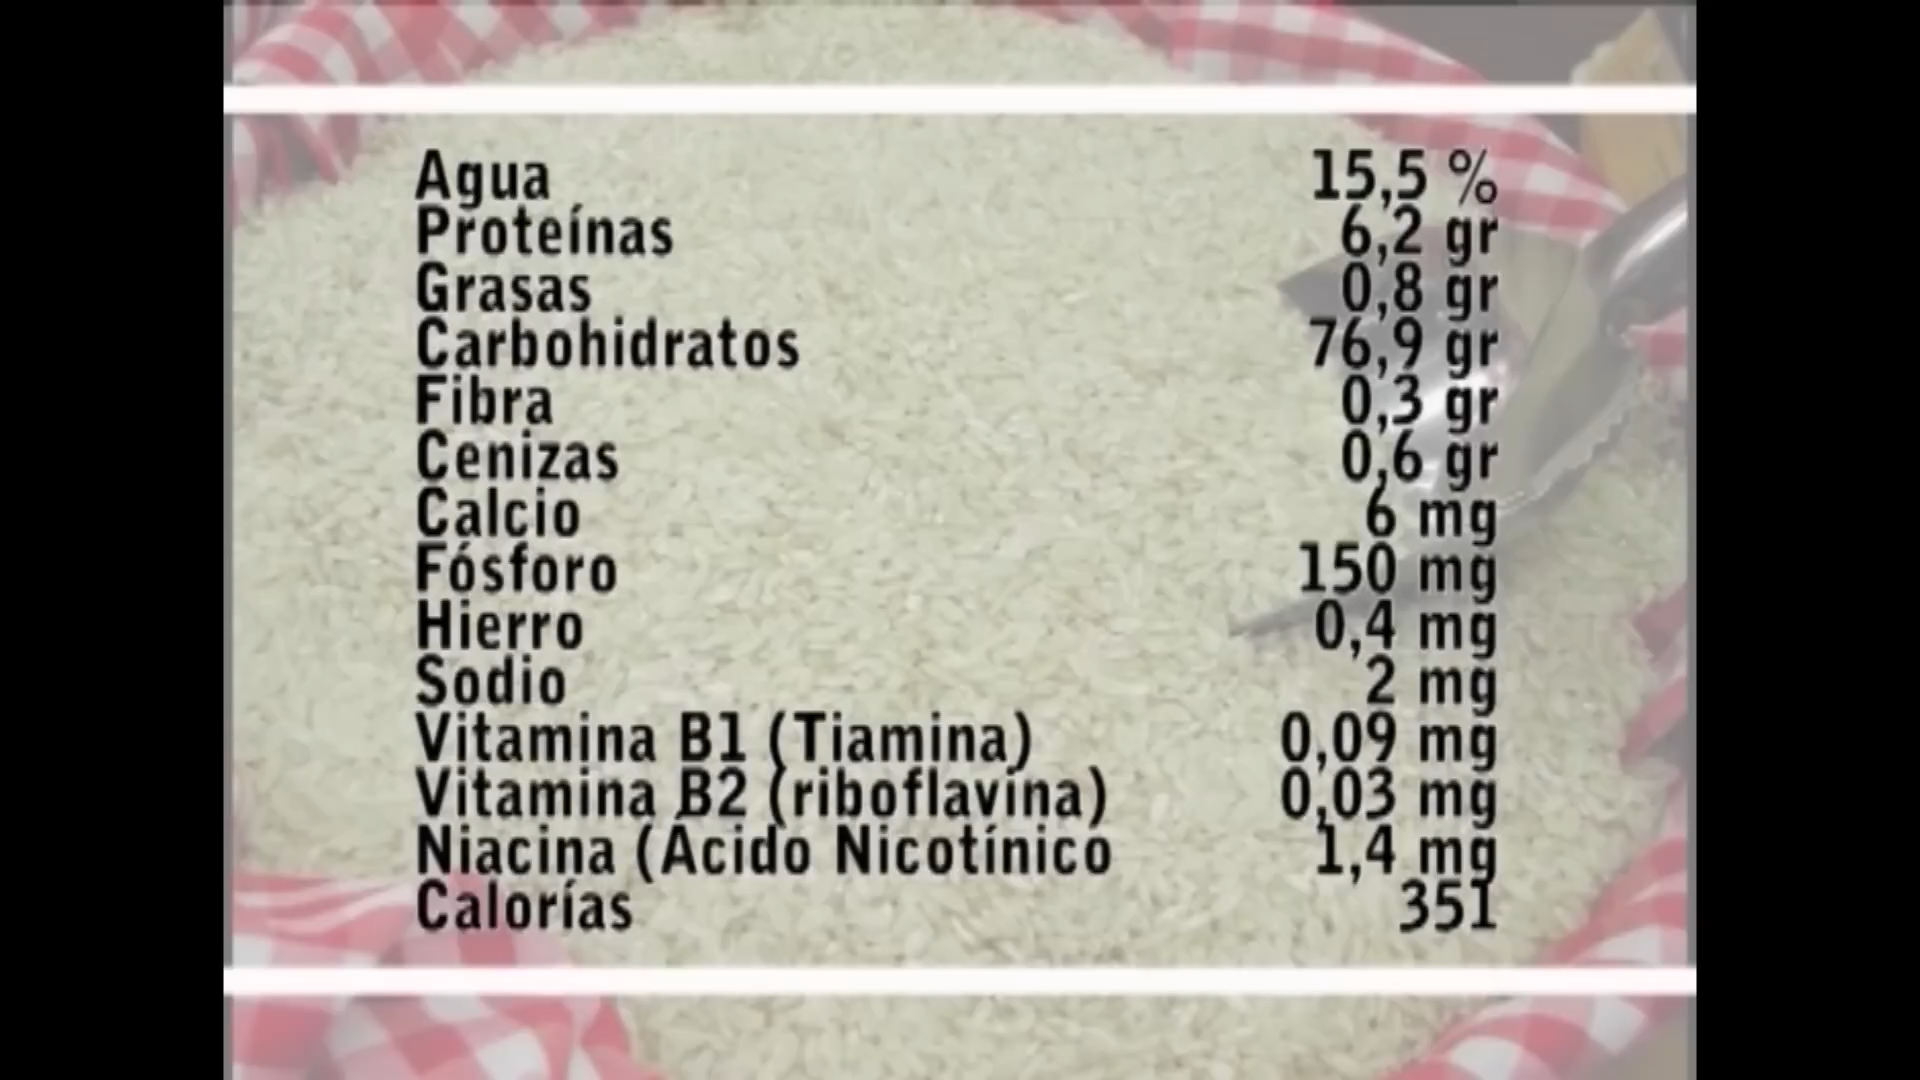 Agua 15,5 %
Proteínas 6,2 gr
Grasas 0,8 gr
Carbohidratos 76,9 gr
Fibra 0,3 gr
Cenizas 0,6 gr
Calcio 6 mg
Fósforo 150 mg
Hierro 0,4 mg
Sodio 2 mg
Vitamina B1 (Tiamina) 0,09 mg
Vitamina B2 (riboflavina) 0,03 mg
Niacina (Ácido Nicotínico 1,4 mg
Calorías 351